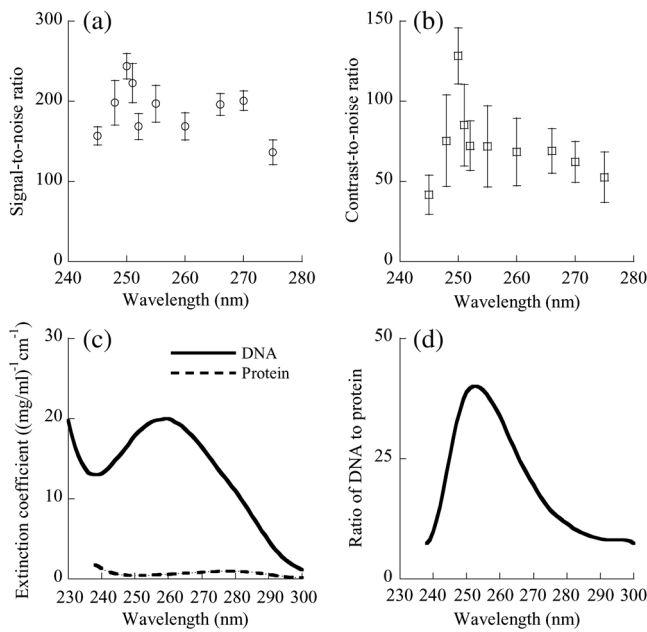 (a)
Signal-to-noise ratio
300
200
100
0
240 250 260 270 280
Wavelength (nm)
(b)
Contrast-to-noise ratio
150
100
50
0
240 250 260 270 280
Wavelength (nm)
(c)
DNA
Protein
Extinction coefficient ((mg/ml)⁻¹cm⁻¹)
30
20
10
0
230 240 250 260 270 280 290 300
Wavelength (nm)
(d)
Ratio of DNA to protein
50
25
0
230 240 250 260 270 280 290 300
Wavelength (nm)